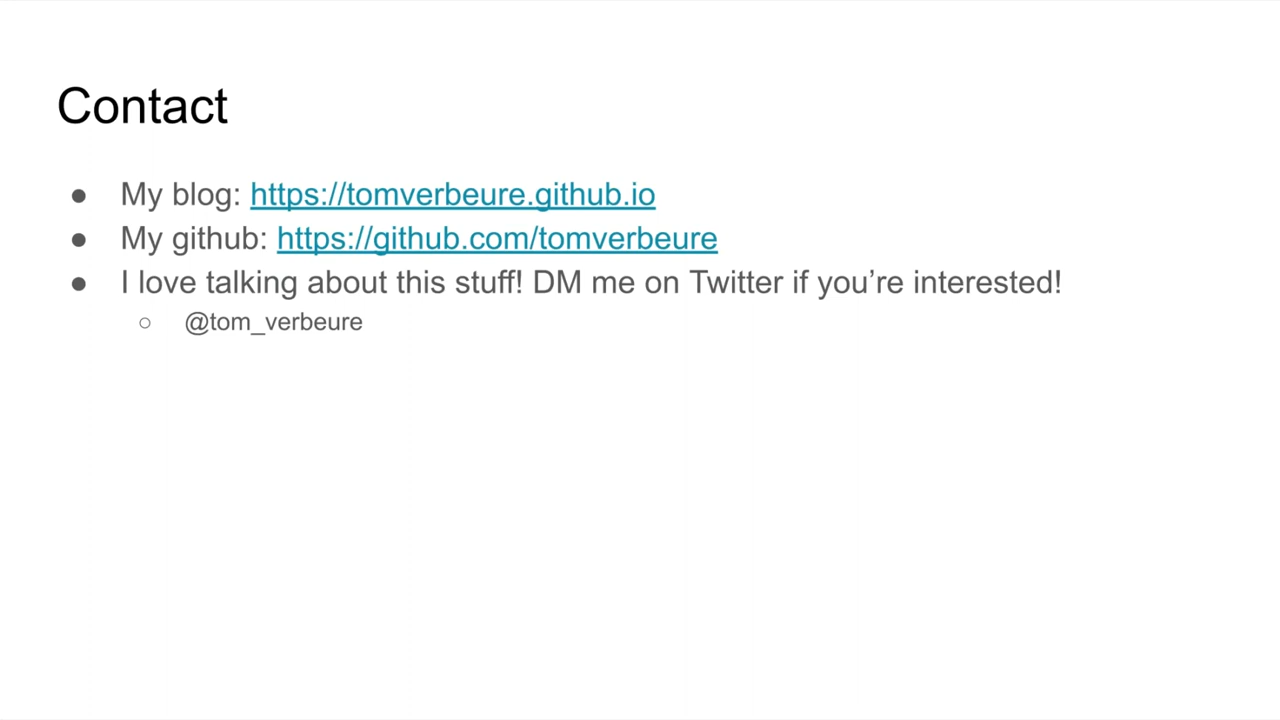 Contact
● My blog: https://tomverbeure.github.io
● My github: https://github.com/tomverbeure
● I love talking about this stuff! DM me on Twitter if you’re interested!
○ @tom_verbeure